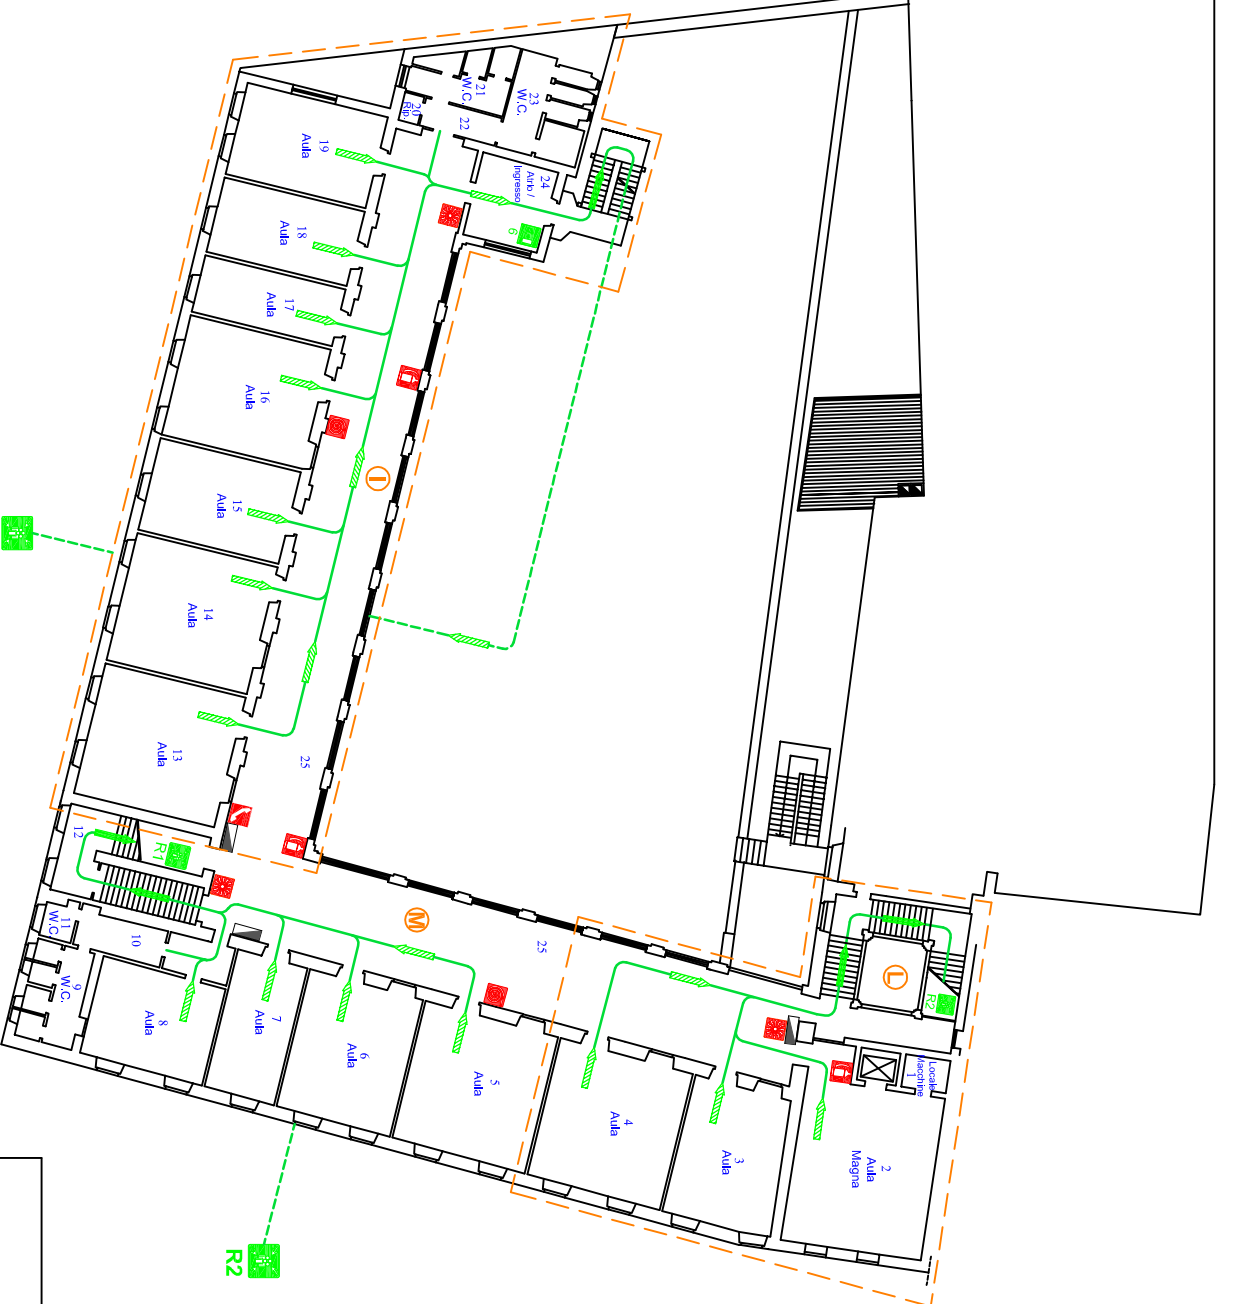 21
W.C.
23
W.C.
20
Rip.
22
24
Atrio /
Ingresso
19
Aula
6
18
Aula
17
Aula
16
Aula
I
15
Aula
14
Aula
13
Aula
25
12
R1
M
25
L
R2
11
W.C.
10
9
W.C.
8
Aula
7
Aula
6
Aula
5
Aula
4
Aula
3
Aula
2
Aula
Magna
Locale
Macchine
1
R2